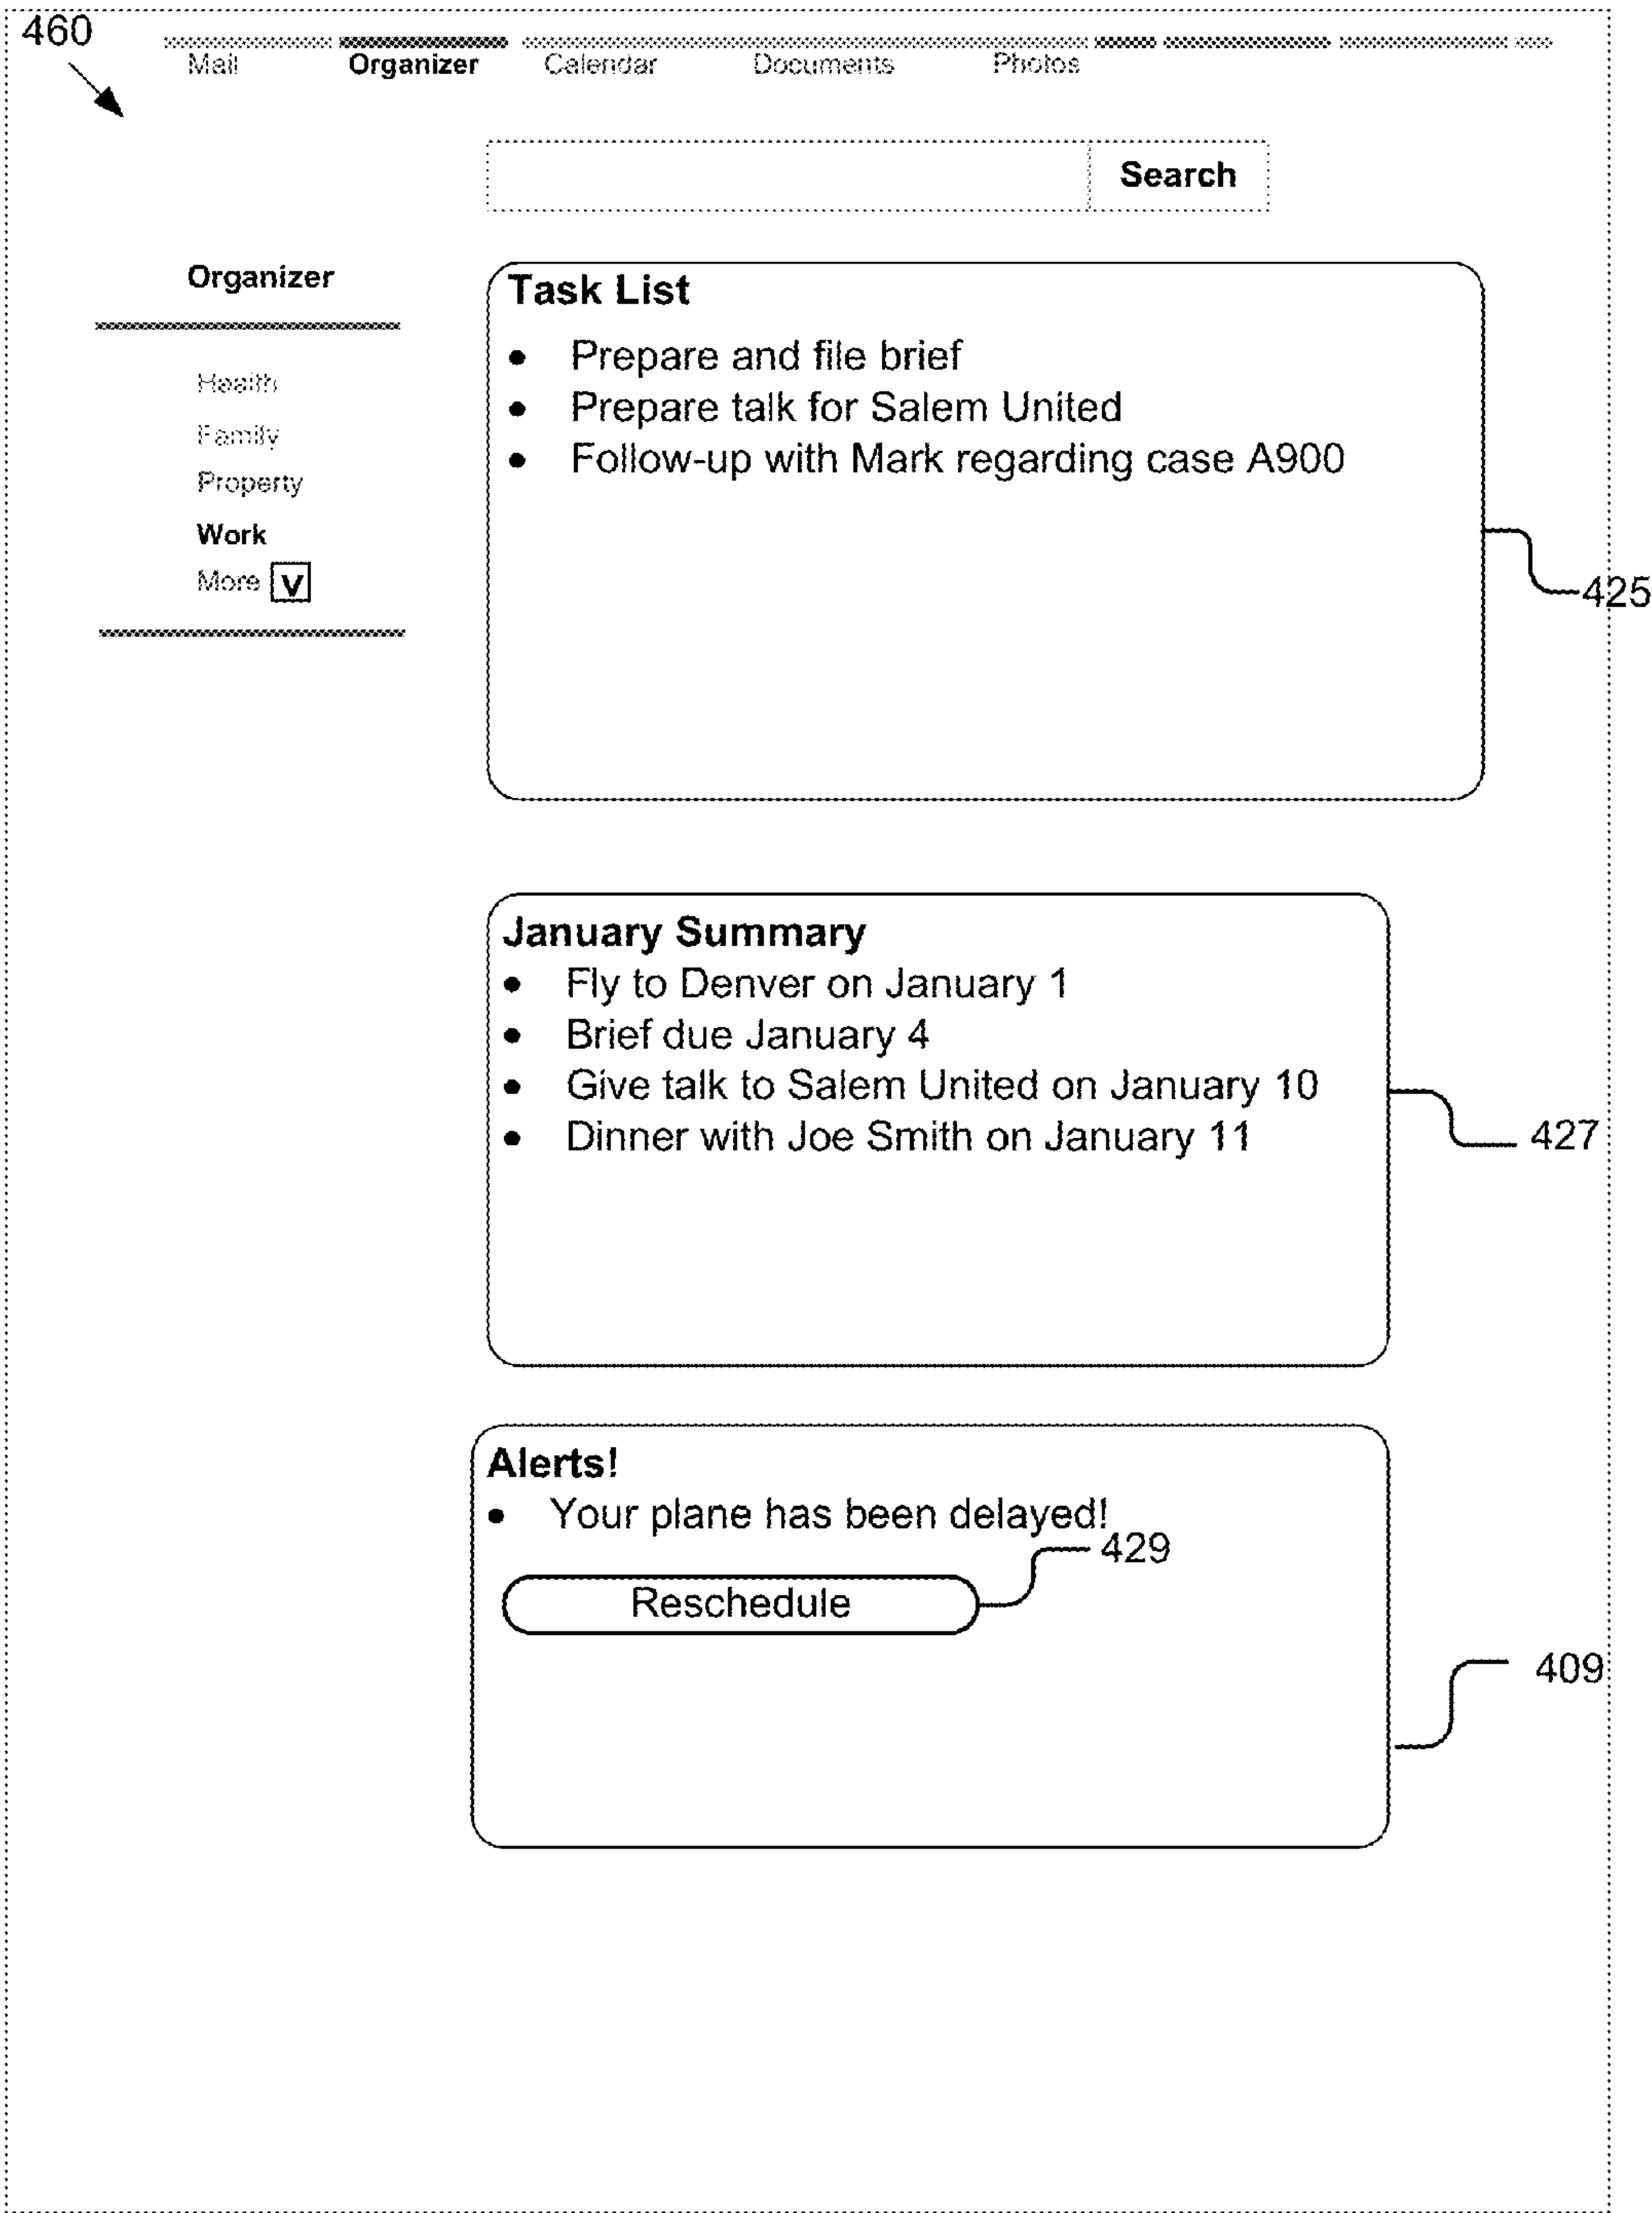 460
Mail Organizer Calendar Documents Photos
Search
Organizer
Health
Family
Property
Work
More V
Task List
• Prepare and file brief
• Prepare talk for Salem United
• Follow-up with Mark regarding case A900
425
January Summary
• Fly to Denver on January 1
• Brief due January 4
• Give talk to Salem United on January 10
• Dinner with Joe Smith on January 11
427
Alerts!
• Your plane has been delayed!
429
Reschedule
409